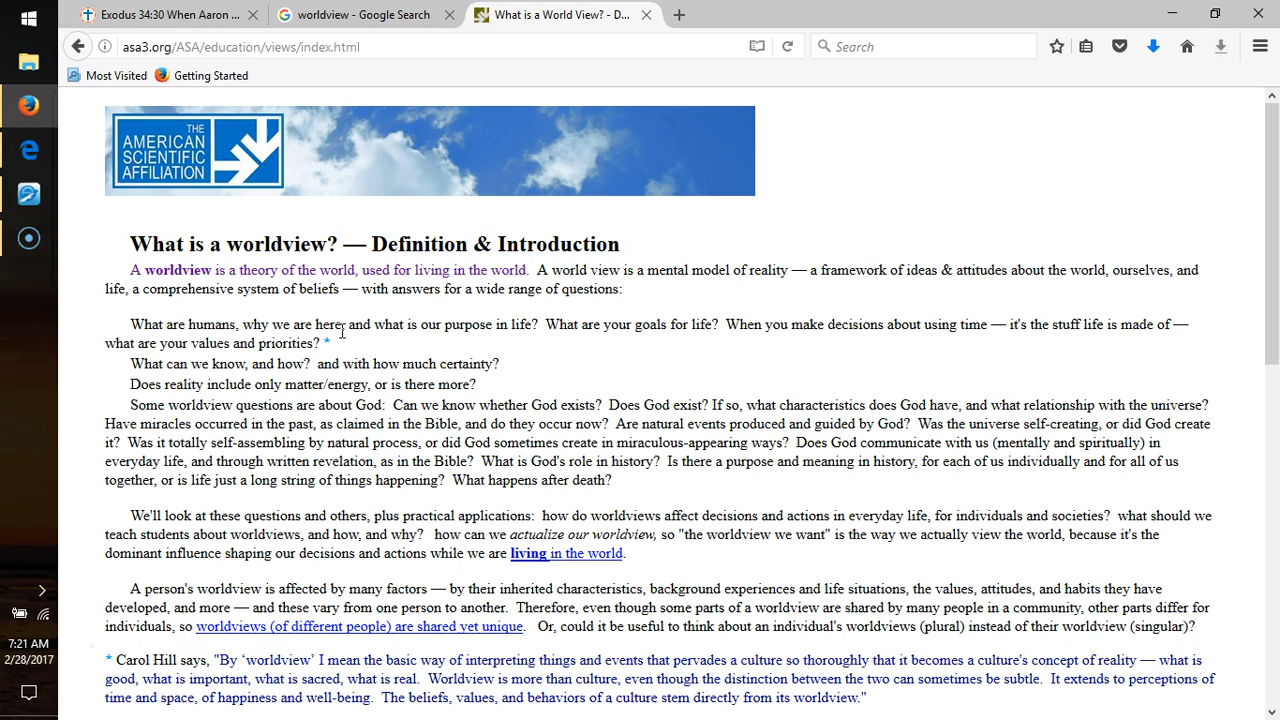 Exodus 34:30 When Aaron ...
worldview - Google Search
What is a World View? - D...
asa3.org/ASA/education/views/index.html
Search
Most Visited
Getting Started
THE
AMERICAN
SCIENTIFIC
AFFILIATION
What is a worldview? — Definition & Introduction
A worldview is a theory of the world, used for living in the world.  A world view is a mental model of reality — a framework of ideas & attitudes about the world, ourselves, and
life, a comprehensive system of beliefs — with answers for a wide range of questions:
What are humans, why we are here, and what is our purpose in life?  What are your goals for life?  When you make decisions about using time — it's the stuff life is made of —
what are your values and priorities? *
What can we know, and how?  and with how much certainty?
Does reality include only matter/energy, or is there more?
Some worldview questions are about God:  Can we know whether God exists?  Does God exist? If so, what characteristics does God have, and what relationship with the universe?
Have miracles occurred in the past, as claimed in the Bible, and do they occur now?  Are natural events produced and guided by God?  Was the universe self-creating, or did God create
it?  Was it totally self-assembling by natural process, or did God sometimes create in miraculous-appearing ways?  Does God communicate with us (mentally and spiritually) in
everyday life, and through written revelation, as in the Bible?  What is God's role in history?  Is there a purpose and meaning in history, for each of us individually and for all of us
together, or is life just a long string of things happening?  What happens after death?
We'll look at these questions and others, plus practical applications:  how do worldviews affect decisions and actions in everyday life, for individuals and societies?  what should we
teach students about worldviews, and how, and why?  how can we actualize our worldview, so "the worldview we want" is the way we actually view the world, because it's the
dominant influence shaping our decisions and actions while we are living in the world.
A person's worldview is affected by many factors — by their inherited characteristics, background experiences and life situations, the values, attitudes, and habits they have
developed, and more — and these vary from one person to another.  Therefore, even though some parts of a worldview are shared by many people in a community, other parts differ for
individuals, so worldviews (of different people) are shared yet unique.  Or, could it be useful to think about an individual's worldviews (plural) instead of their worldview (singular)?
* Carol Hill says, "By ‘worldview’ I mean the basic way of interpreting things and events that pervades a culture so thoroughly that it becomes a culture's concept of reality — what is
good, what is important, what is sacred, what is real.  Worldview is more than culture, even though the distinction between the two can sometimes be subtle.  It extends to perceptions of
time and space, of happiness and well-being.  The beliefs, values, and behaviors of a culture stem directly from its worldview."
7:21 AM
2/28/2017